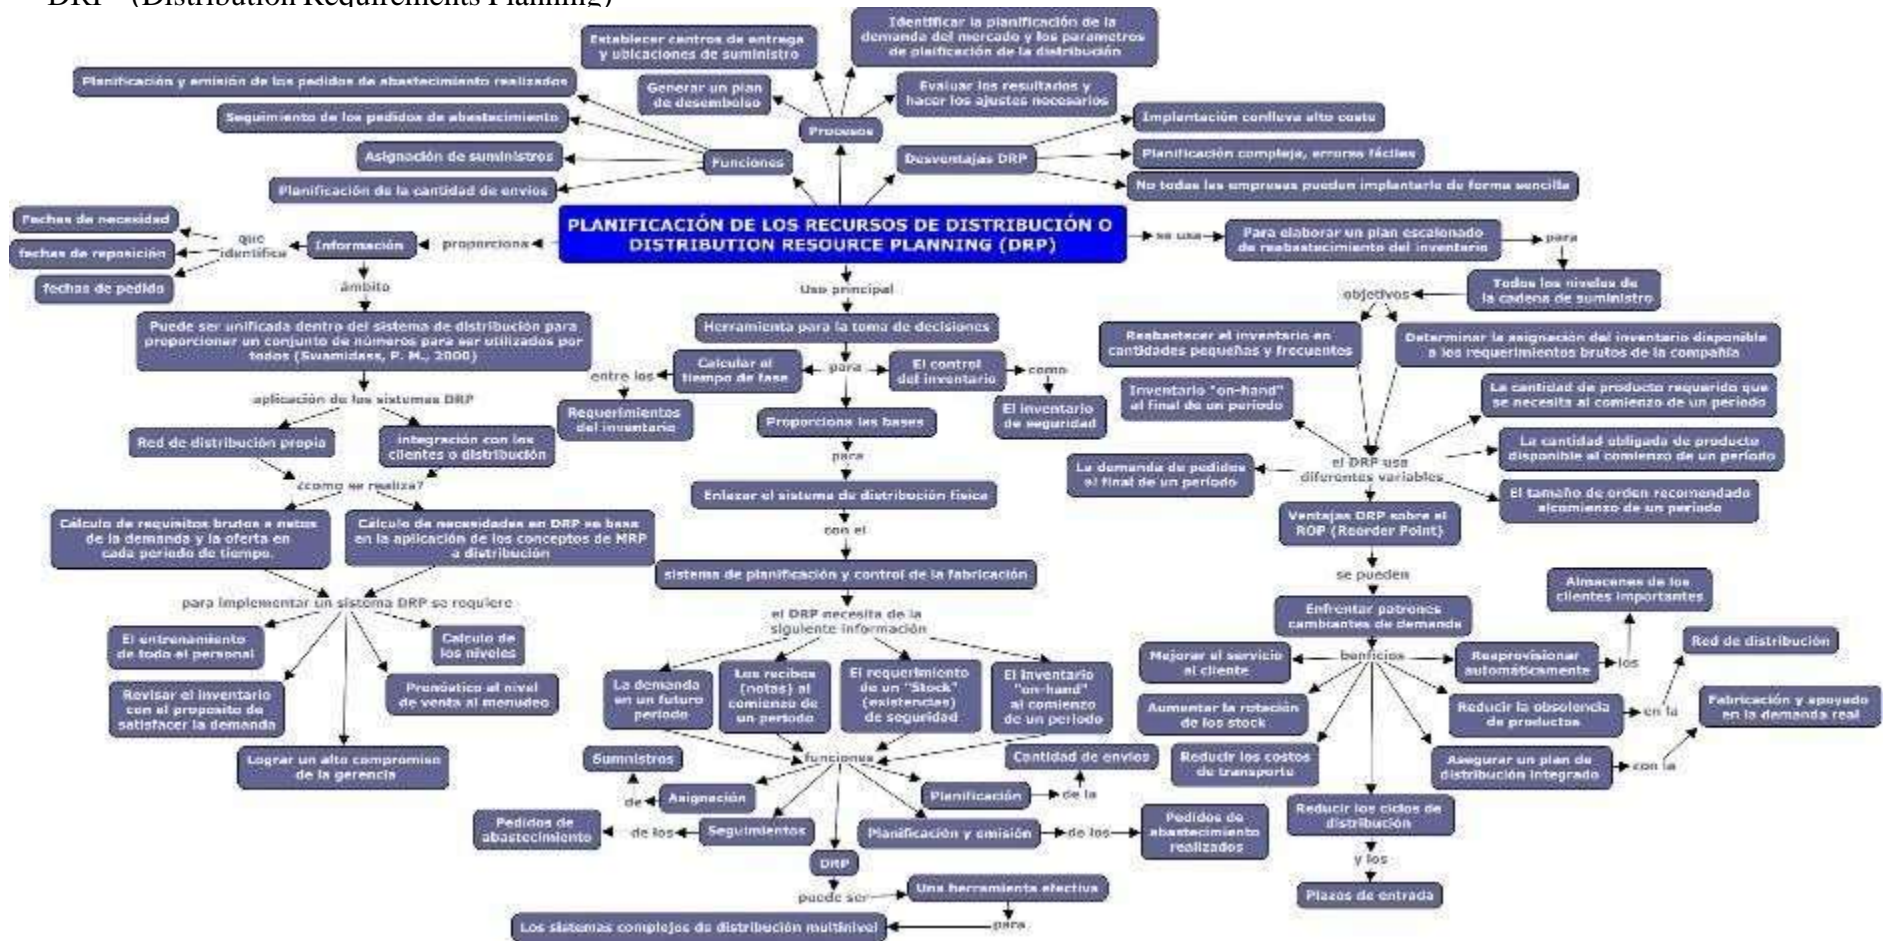 DRP (Distribution Requirements Planning)
Identificar la planificación de la
demanda del mercado y los parametros
de plaificación de la distribución
Establecer centros de entrega
y ubicaciones de suministro
Planificación y emisión de los pedidos de abastecimiento realizados
Generar un plan
de desembolso
Evaluar los resultados y
hacer los ajustes necesarios
Seguimiento de los pedidos de abastecimiento
Procesos
Implantación conlleva alto costo
Asignación de suministros
Funciones
Desventajas DRP
Planificación compleja, errores fáciles
Planificación de la cantidad de envíos
No todas las empresas pueden implantarlo de forma sencilla
PLANIFICACIÓN DE LOS RECURSOS DE DISTRIBUCIÓN O
DISTRIBUTION RESOURCE PLANNING (DRP)
proporciona
Información
que
identifica
Fechas de necesidad
fechas de reposición
fechas de pedido
se usa
Para elaborar un plan escalonado
de reabastecimiento del inventario
para
Todos los niveles de
la cadena de suministro
objetivos
Reabastecer el inventario en
cantidades pequeñas y frecuentes
Determinar la asignación del inventario disponible
a los requerimientos brutos de la compañía
ámbito
Puede ser unificada dentro del sistema de distribución para
proporcionar un conjunto de números para ser utilizados por
todos (Swamidass, P. M., 2000)
aplicación de los sistemas DRP
Red de distribución propia
integración con los
clientes o distribución
¿como se realiza?
Cálculo de requisitos brutos a netos
de la demanda y la oferta en
cada periodo de tiempo.
Cálculo de necesidades en DRP se basa
en la aplicación de los conceptos de MRP
a distribución
para implementar un sistema DRP se requiere
El entrenamiento
de todo el personal
Calculo de
los niveles
Revisar el inventario
con el proposito de
satisfacer la demanda
Pronóstico al nivel
de venta al menudeo
Lograr un alto compromiso
de la gerencia
Uso principal
Herramienta para la toma de decisiones
para
Calcular el
tiempo de fase
entre los
Requerimientos
del inventario
El control
del inventario
como
El inventario
de seguridad
Proporciona las bases
para
Enlazar el sistema de distribución física
con el
sistema de planificación y control de la fabricación
el DRP necesita de la
siguiente información
La demanda
en un futuro
período
Los recibos
(notas) al
comienzo de
un período
El requerimiento
de un "Stock"
(existencias)
de seguridad
El inventario
"on-hand"
al comienzo
de un período
funciones
Asignación
de
Sumnistros
Seguimientos
de los
Pedidos de
abastecimiento
Planificación
de la
Cantidad de envíos
Planificación y emisión
de los
Pedidos de
abastecimiento
realizados
DRP
puede ser
Una herramienta efectiva
para
Los sistemas complejos de distribución multinivel
el DRP usa
diferentes variables
Inventario "on-hand"
al final de un período
La demanda de pedidos
al final de un período
La cantidad de producto requerido que
se necesita al comienzo de un período
La cantidad obligada de producto
disponible al comienzo de un período
El tamaño de orden recomendado
alcomienzo de un período
Ventajas DRP sobre el
ROP (Reorder Point)
se pueden
Enfrentar patrones
cambiantes de demanda
benficios
Mejorar el servicio
al cliente
Aumentar la rotación
de los stock
Reducir los costos
de transporte
Reducir los ciclos de
distribución
y los
Plazos de entrada
Reaprovisionar
automáticamente
los
Almacenes de los
clientes importantes
Reducir la obsolencia
de productos
en la
Red de distribución
Asegurar un plan de
distribución integrado
con la
Fabricación y apoyado
en la demanda real